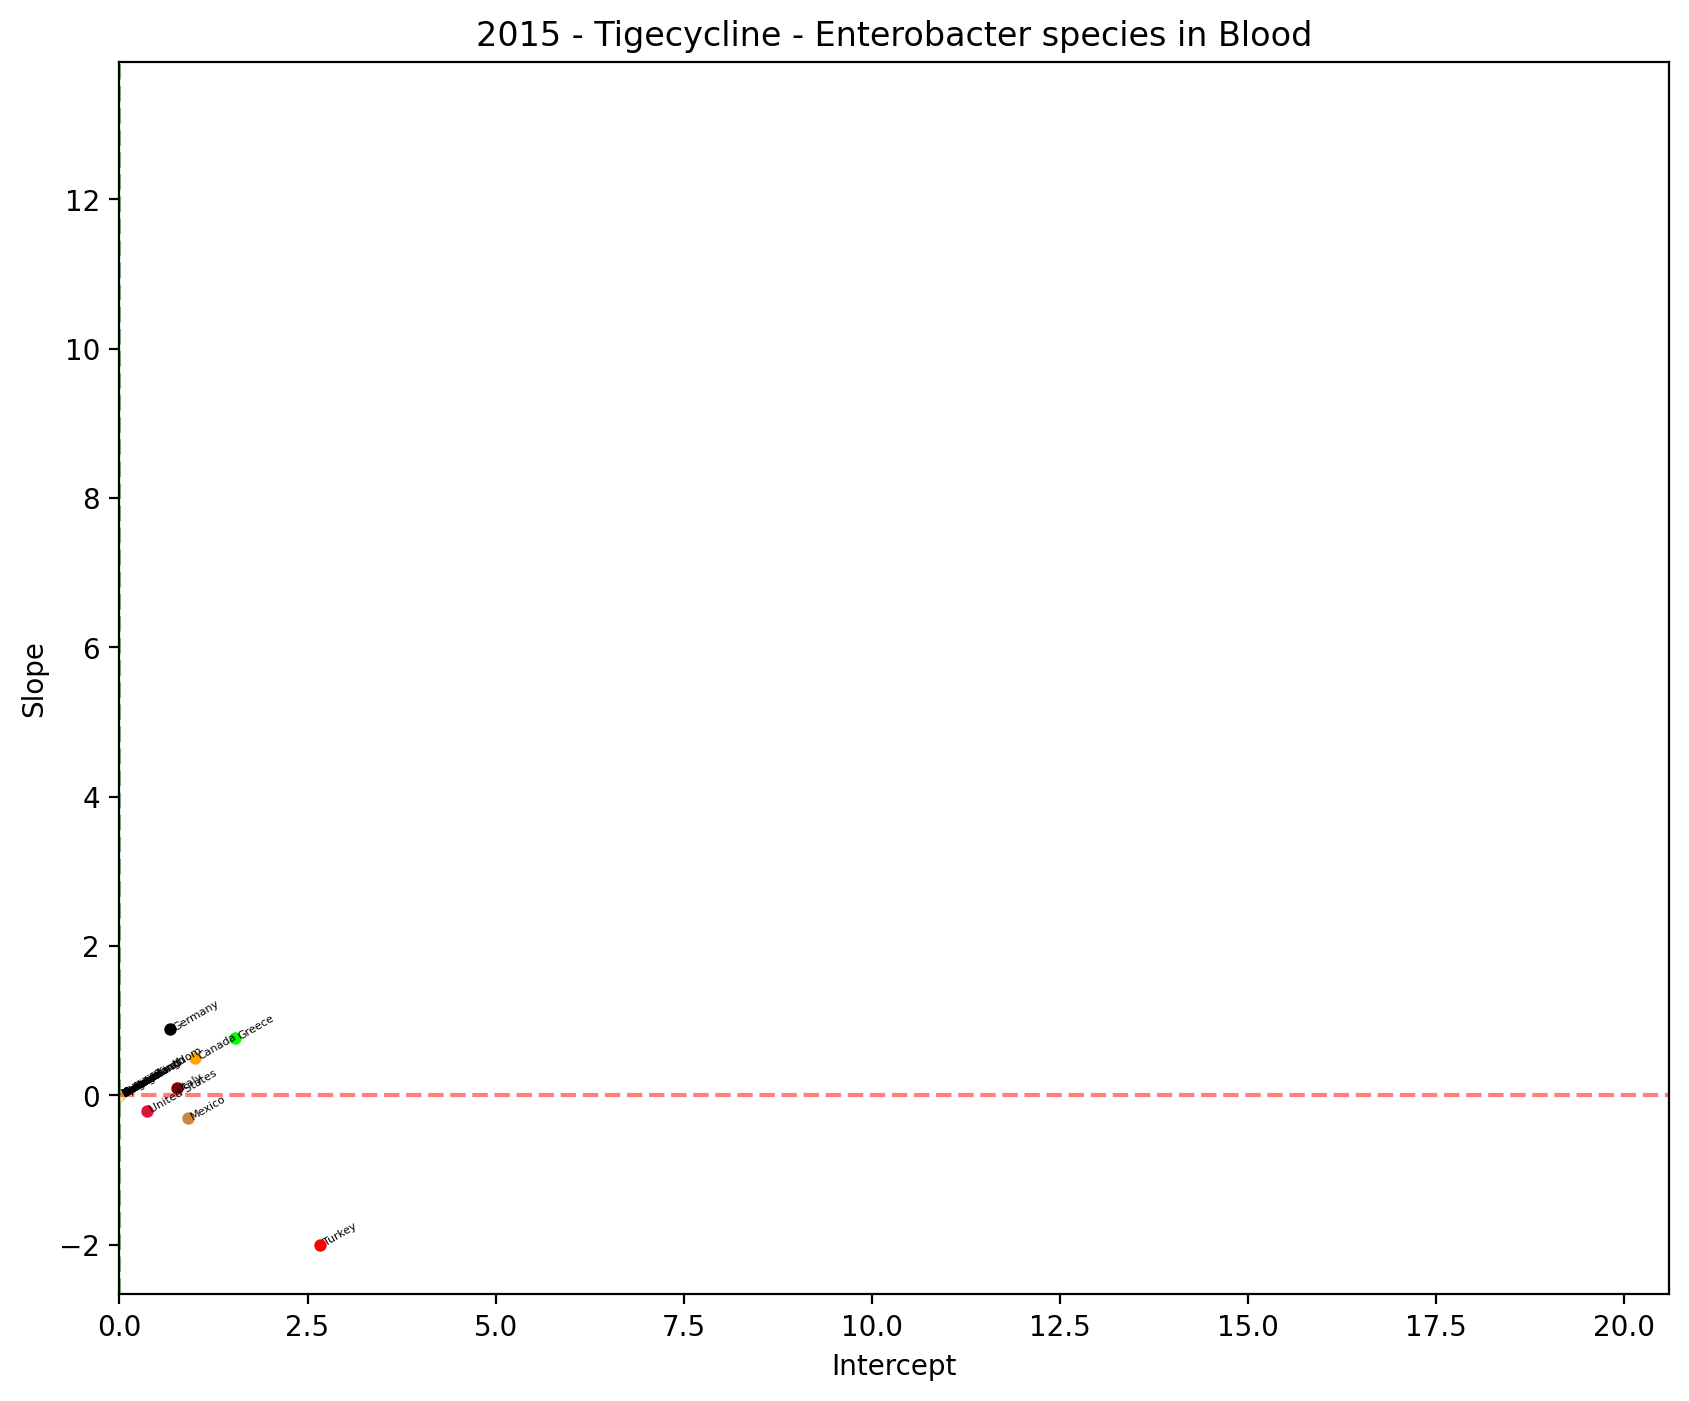 2015 - Tigecycline - Enterobacter species in Blood
12
10
8
6
4
2
0
−2
Slope
Germany
Greece
Canada
Italy
United States
Mexico
Turkey
0.0
2.5
5.0
7.5
10.0
12.5
15.0
17.5
20.0
Intercept